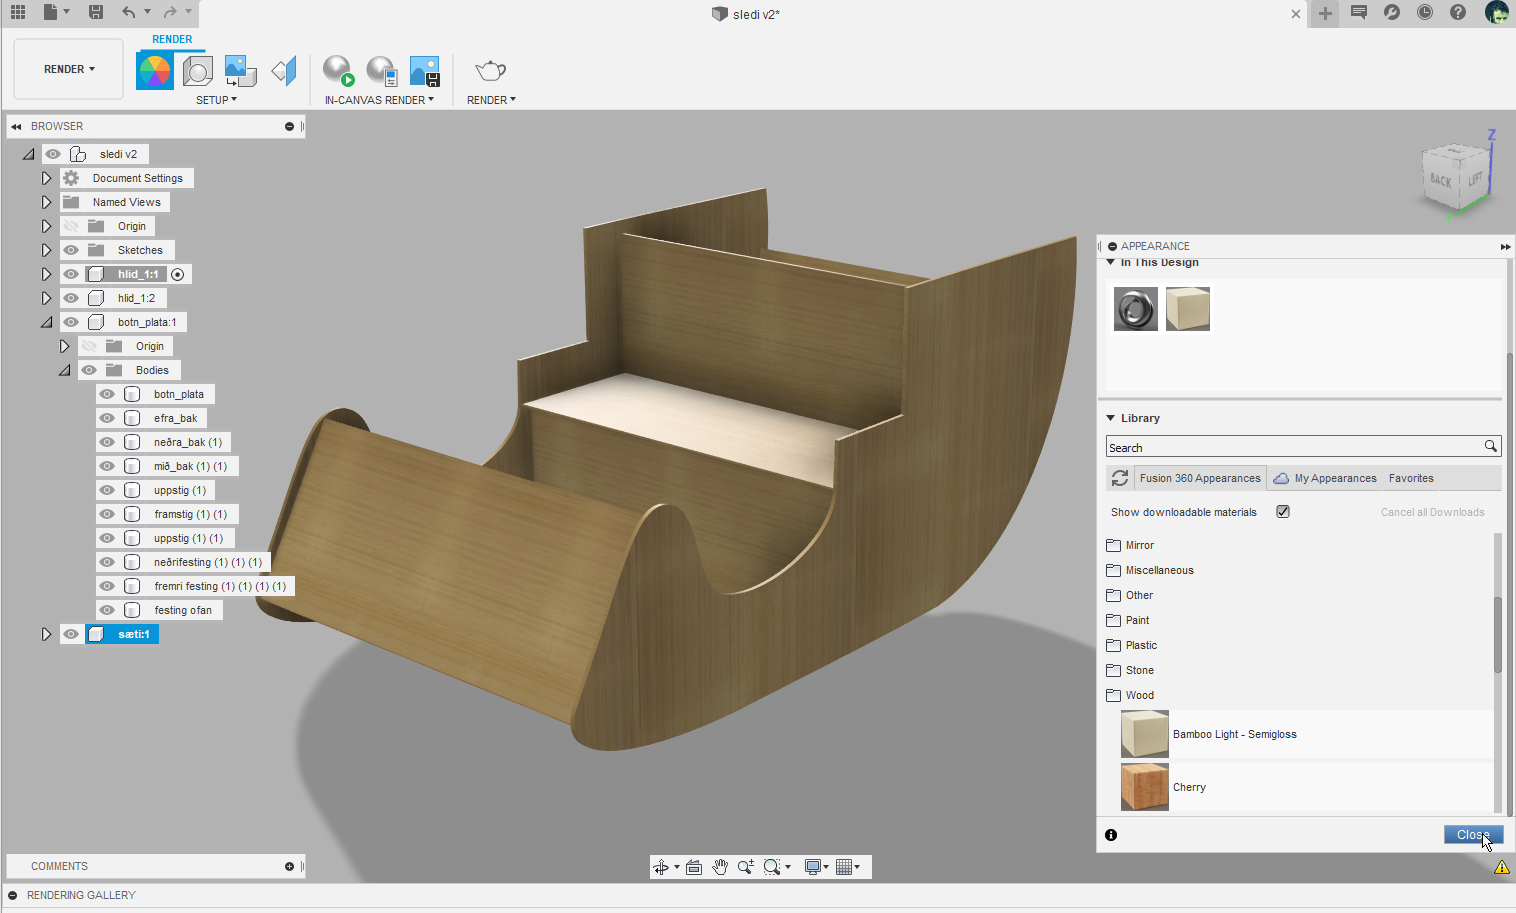 sledi v2*
RENDER
RENDER
SETUP
IN-CANVAS RENDER
RENDER
BROWSER
sledi v2
Document Settings
Named Views
Origin
Sketches
hlid_1:1
hlid_1:2
botn_plata:1
Origin
Bodies
botn_plata
efra_bak
neðra_bak (1)
mið_bak (1) (1)
uppstig (1)
framstig (1) (1)
uppstig (1) (1)
neðrifesting (1) (1) (1)
fremri festing (1) (1) (1) (1)
festing ofan
sæti:1
Z
BACK
LEFT
APPEARANCE
In This Design
Library
Search
Fusion 360 Appearances
My Appearances
Favorites
Show downloadable materials
Cancel all Downloads
Mirror
Miscellaneous
Other
Paint
Plastic
Stone
Wood
Bamboo Light - Semigloss
Cherry
Close
COMMENTS
RENDERING GALLERY